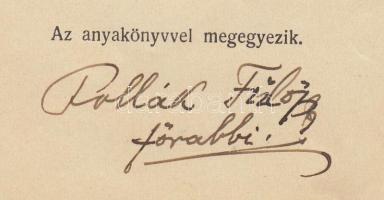 Az anyakönyvvel megegyezik.
Pollák Fülöp
főrabbi.